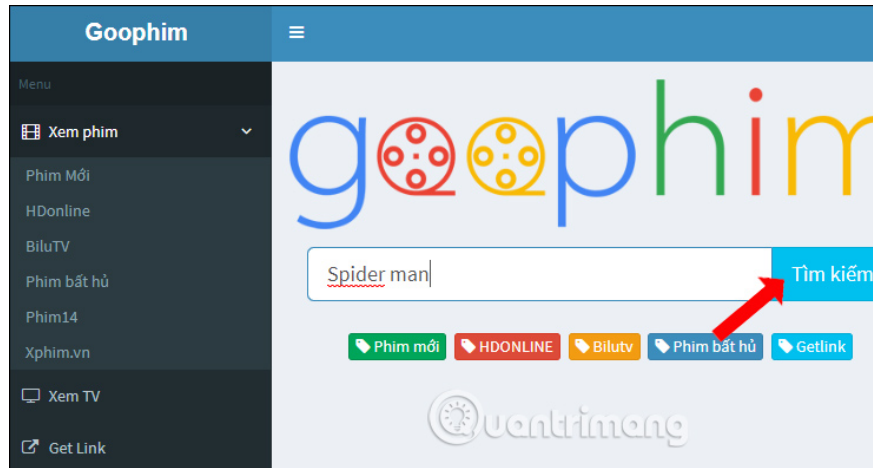 Goophim
Menu
Xem phim
Phim Mới
HDonline
BiluTV
Phim bất hủ
Phim14
Xphim.vn
Xem TV
Get Link
goophim
Spider man
Tìm kiếm
Phim mới
HDONLINE
Bilutv
Phim bất hủ
Getlink
Quantrimang